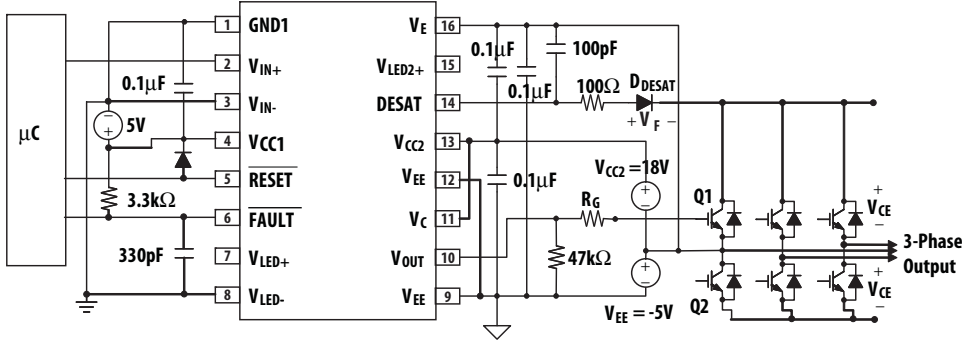 μC
0.1μF
5V
3.3kΩ
330pF
1 GND1
2 VIN+
3 VIN-
4 VCC1
5 RESET
6 FAULT
7 VLED+
8 VLED-
VE 16
VLED2+ 15
DESAT 14
VCC2 13
VEE 12
VC 11
VOUT 10
VEE 9
0.1μF
0.1μF
100pF
100Ω
DDESAT
+ VF −
0.1μF
RG
47kΩ
VCC2 = 18V
VEE = -5V
Q1
Q2
+
VCE
−
3-Phase
Output
+
VCE
−